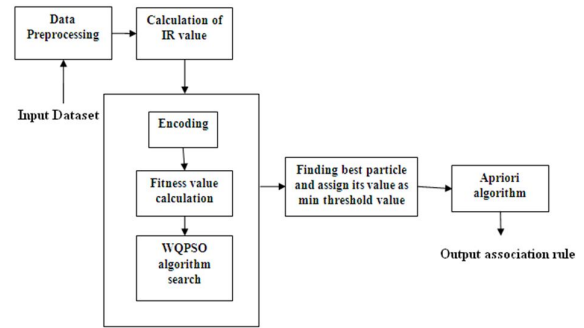 Data
Preprocessing
Calculation of
IR value
Input Dataset
Encoding
Fitness value
calculation
WQPSO
algorithm
search
Finding best particle
and assign its value as
min threshold value
Apriori
algorithm
Output association rule